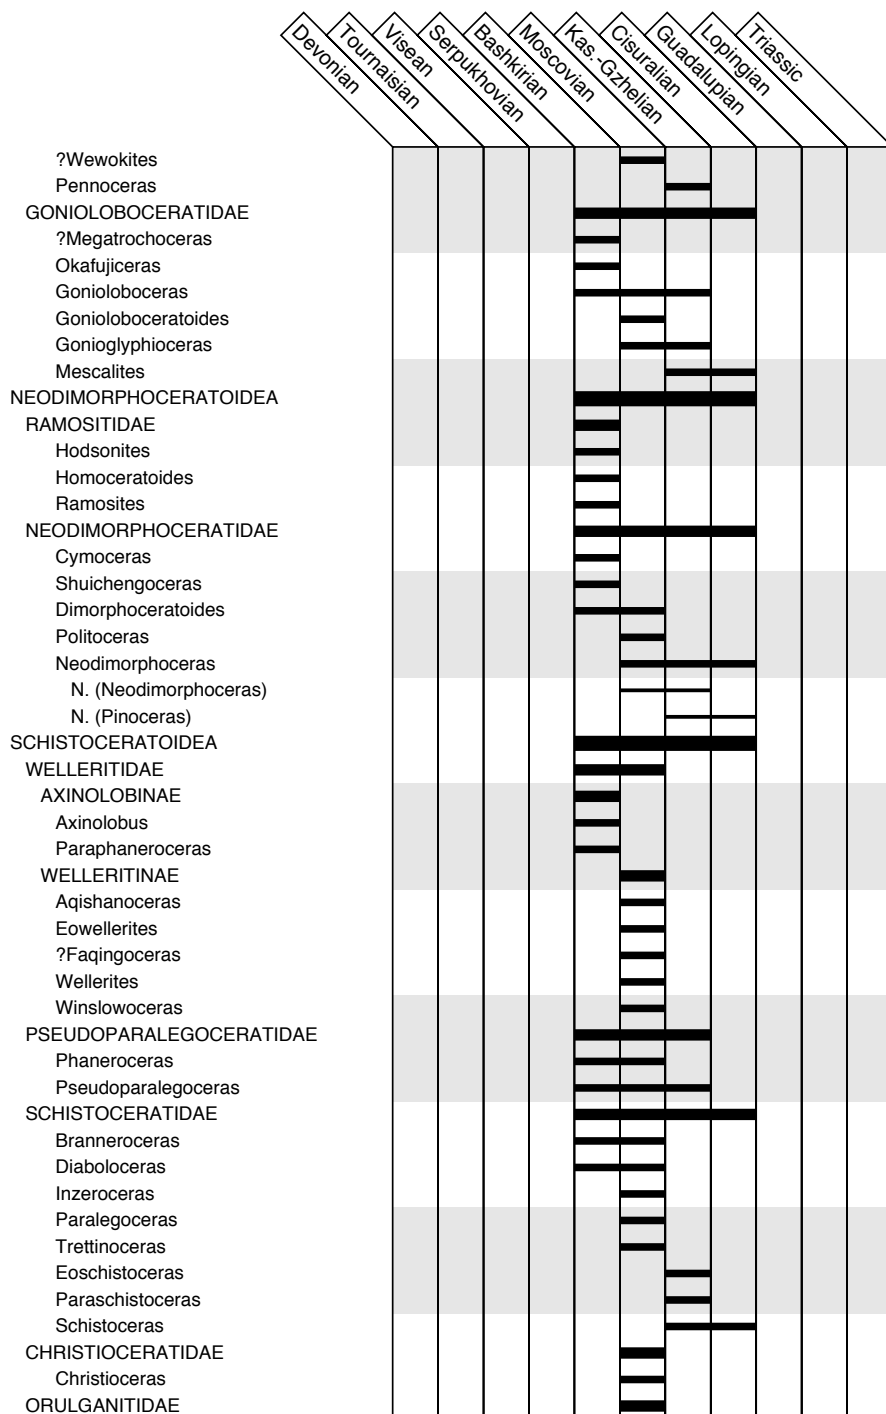 Devonian
Tournaisian
Visean
Serpukhovian
Bashkirian
Moscovian
Kas.-Gzhelian
Cisuralian
Guadalupian
Lopingian
Triassic
?Wewokites
Pennoceras
GONIOLOBOCERATIDAE
?Megatrochoceras
Okafujiceras
Gonioloboceras
Gonioloboceratoides
Gonioglyphioceras
Mescalites
NEODIMORPHOCERATOIDEA
RAMOSITIDAE
Hodsonites
Homoceratoides
Ramosites
NEODIMORPHOCERATIDAE
Cymoceras
Shuichengoceras
Dimorphoceratoides
Politoceras
Neodimorphoceras
N. (Neodimorphoceras)
N. (Pinoceras)
SCHISTOCERATOIDEA
WELLERITIDAE
AXINOLOBINAE
Axinolobus
Paraphaneroceras
WELLERITINAE
Aqishanoceras
Eowellerites
?Faqingoceras
Wellerites
Winslowoceras
PSEUDOPARALEGOCERATIDAE
Phaneroceras
Pseudoparalegoceras
SCHISTOCERATIDAE
Branneroceras
Diaboloceras
Inzeroceras
Paralegoceras
Trettinoceras
Eoschistoceras
Paraschistoceras
Schistoceras
CHRISTIOCERATIDAE
Christioceras
ORULGANITIDAE